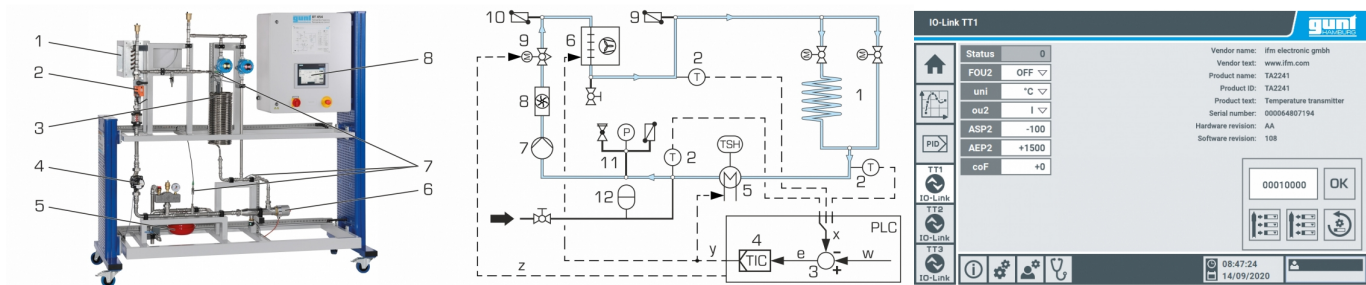 1
2
3
4
5
gunt
8
7
6
10
9
M
8
7
6
9
2
T
M
M
1
P
11
12
T
2
TSH
M
5
T
2
PLC
y
4
TIC
e
3
x
w
z
IO-Link TT1
gunt
HAMBURG
Status 0
FOU2 OFF
uni °C
ou2 I
ASP2 -100
AEP2 +1500
coF +0
Vendor name: ifm electronic gmbh
Vendor text: www.ifm.com
Product name: TA2241
Product ID: TA2241
Product text: Temperature transmitter
Serial number: 000064807194
Hardware revision: AA
Software revision: 108
PID
TT1
IO-Link
TT2
IO-Link
TT3
IO-Link
00010000 OK
08:47:24
14/09/2020